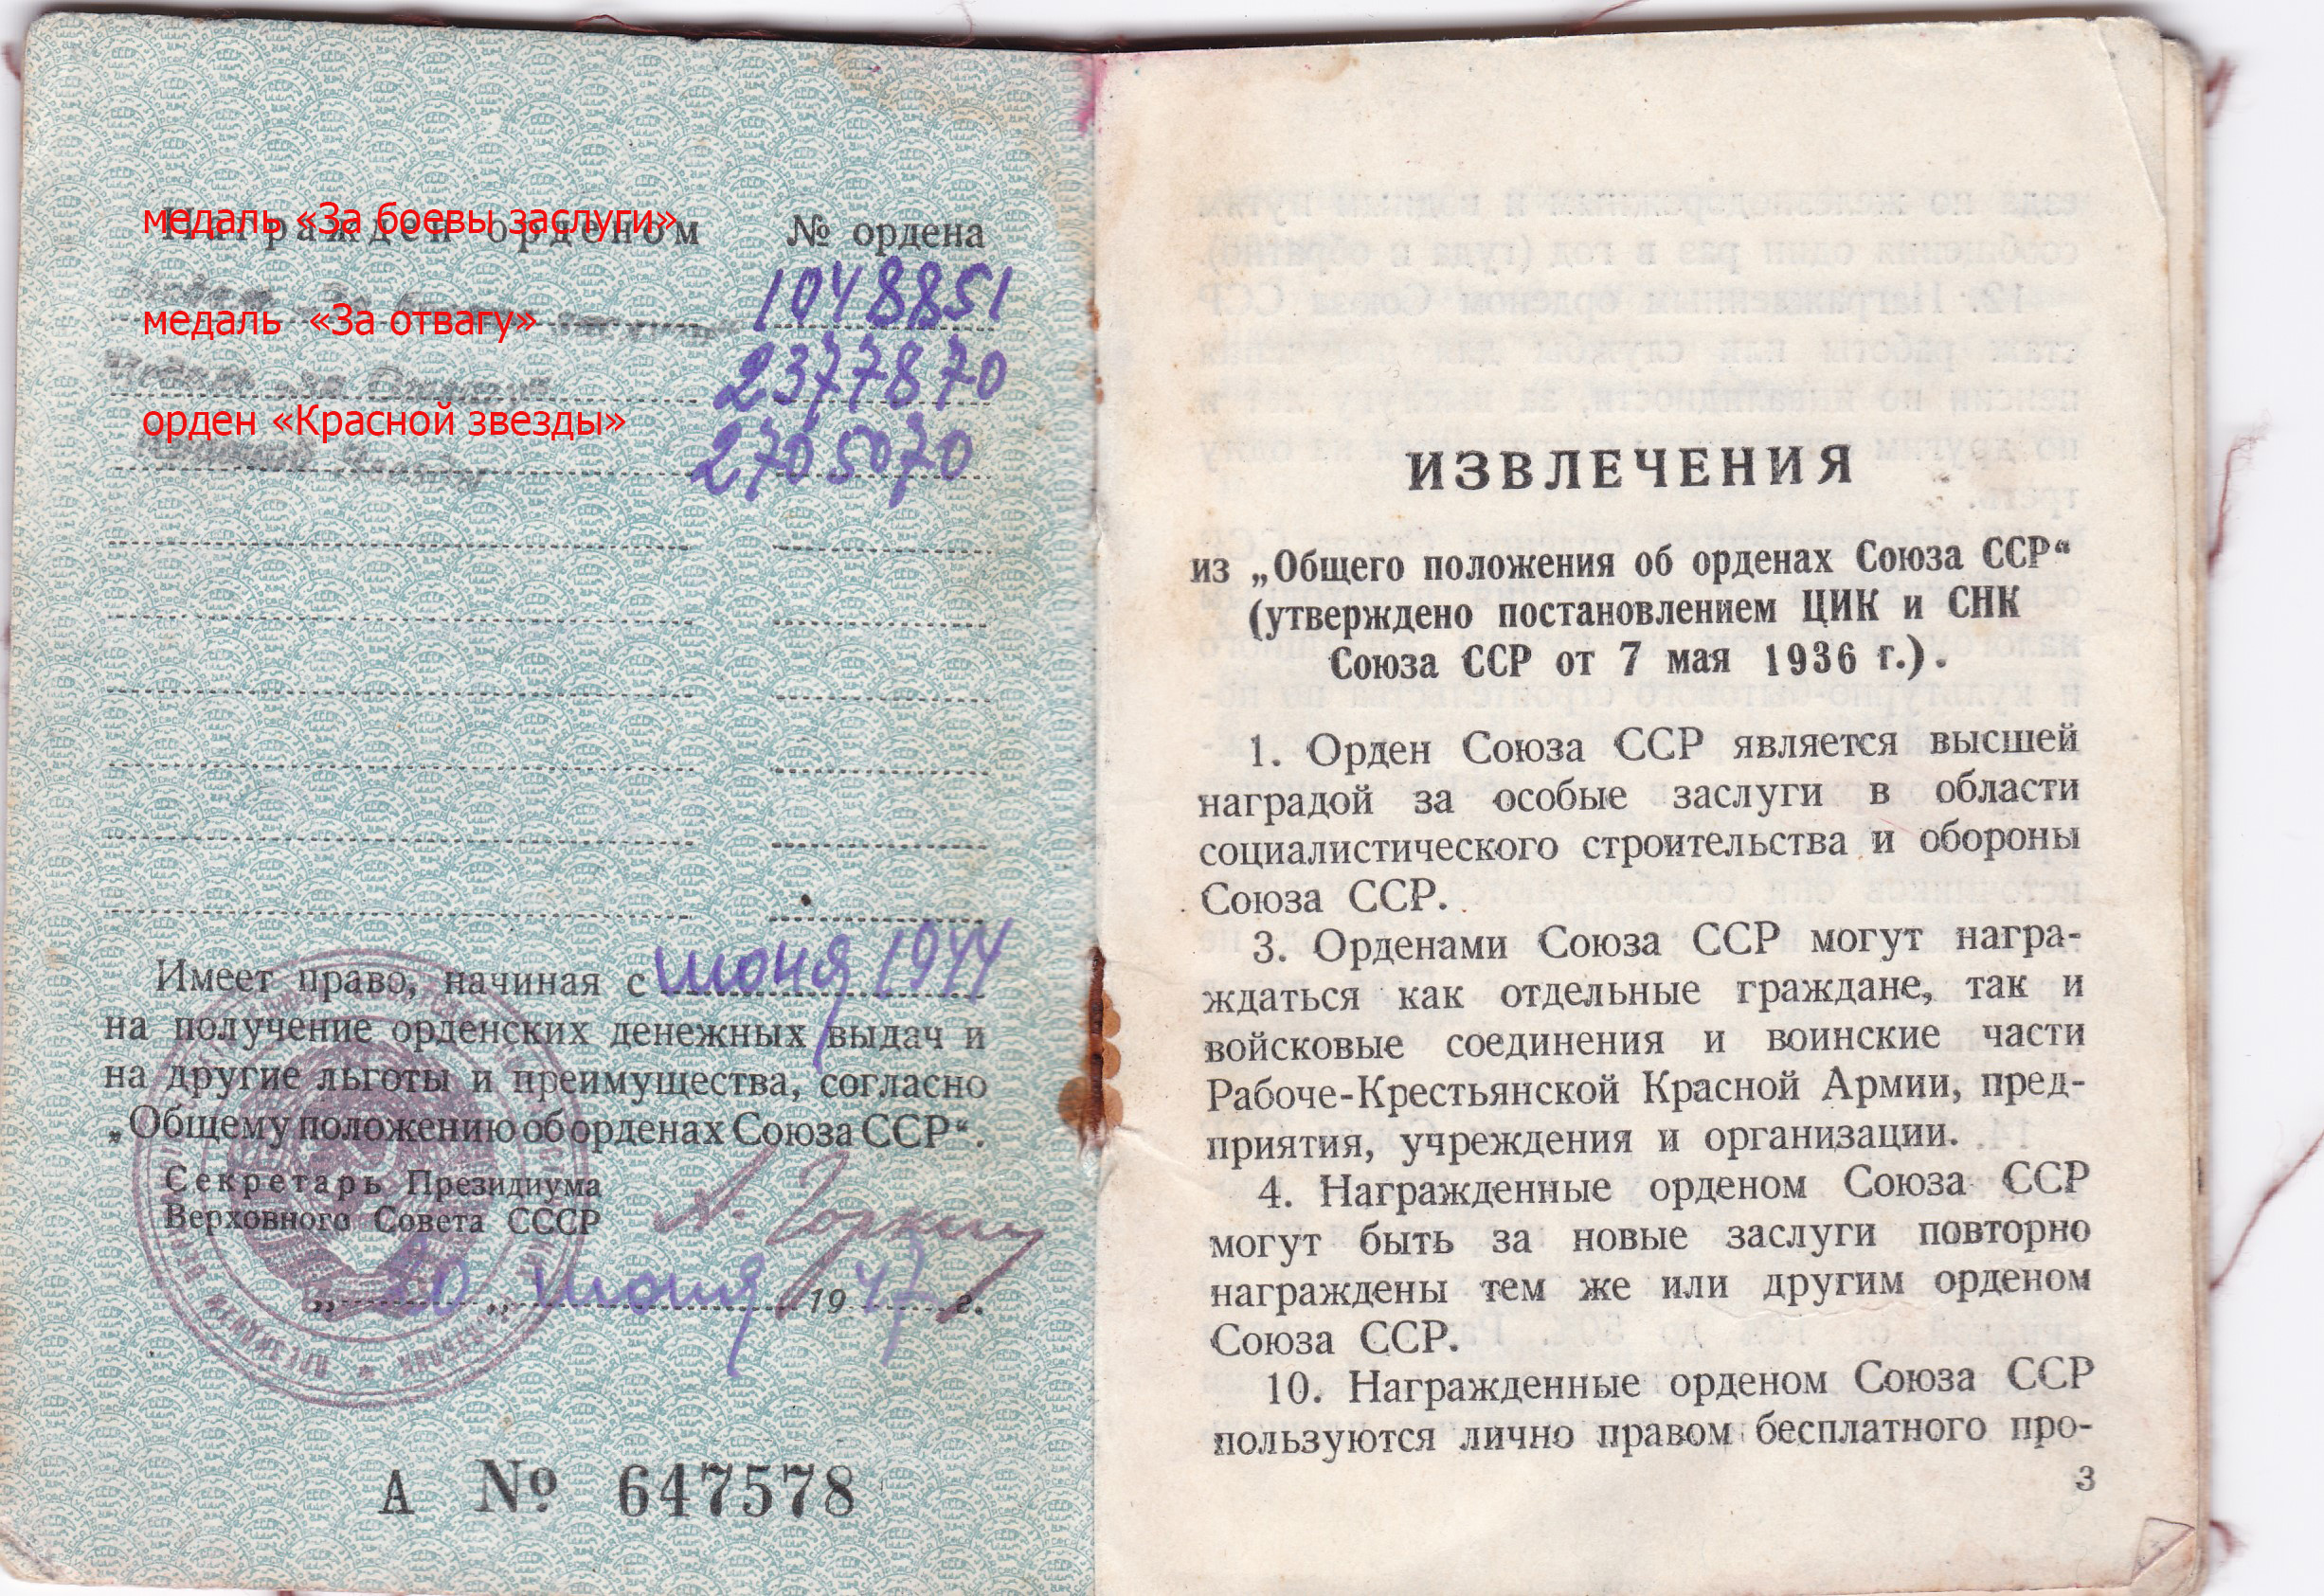 медаль «За боевы заслуги»
Награжден орденом № ордена
1048851
медаль «За отвагу»
2377870
орден «Красной звезды»
Красной Звезды 2705070
Имеет право, начиная с июня 1944
на получение орденских денежных выдач и
на другие льготы и преимущества, согласно
„Общему положению об орденах Союза ССР“.
Секретарь Президиума
Верховного Совета СССР
А. Горкин
„20„ июня 1947 г.
А № 647578
ИЗВЛЕЧЕНИЯ
из „Общего положения об орденах Союза ССР“
(утверждено постановлением ЦИК и СНК
Союза ССР от 7 мая 1936 г.).
1. Орден Союза ССР является высшей
наградой за особые заслуги в области
социалистического строительства и обороны
Союза ССР.
3. Орденами Союза ССР могут награ-
ждаться как отдельные граждане, так и
войсковые соединения и воинские части
Рабоче-Крестьянской Красной Армии, пред-
приятия, учреждения и организации.
4. Награжденные орденом Союза ССР
могут быть за новые заслуги повторно
награждены тем же или другим орденом
Союза ССР.
10. Награжденные орденом Союза ССР
пользуются лично правом бесплатного про-
3